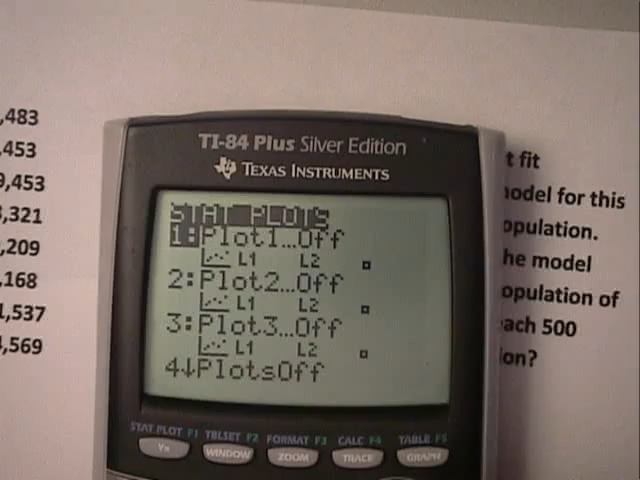 ,483
,453
9,453
,321
,209
,168
1,537
,569
TI-84 Plus Silver Edition
TEXAS INSTRUMENTS
STAT PLOTS
1:Plot1...Off
L1 L2
2:Plot2...Off
L1 L2
3:Plot3...Off
L1 L2
4↓PlotsOff
STAT PLOT F1 TBLSET F2 FORMAT F3 CALC F4 TABLE F5
Y= WINDOW ZOOM TRACE GRAPH
t fit
odel for this
opulation.
he model
opulation of
each 500
ion?